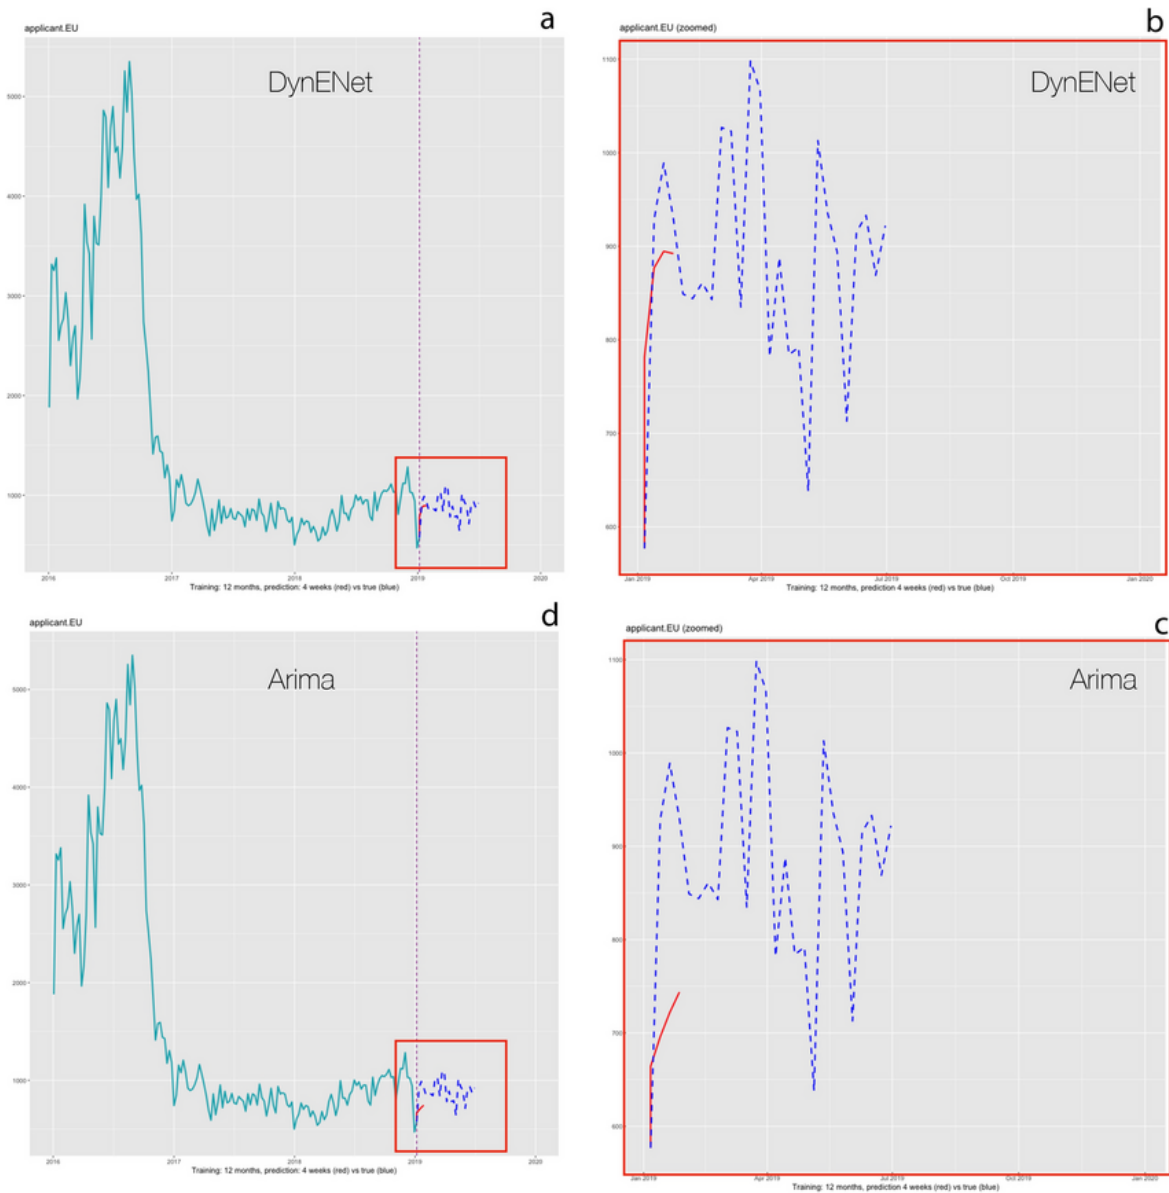 a
applicant.EU
DynENet
5000
4000
3000
2000
1000
2016 2017 2018 2019 2020
Training: 12 months, prediction: 4 weeks (red) vs true (blue)
b
applicant.EU (zoomed)
DynENet
1100
1000
900
800
700
600
Jan 2019 Apr 2019 Jul 2019 Oct 2019 Jan 2020
Training: 12 months, prediction 4 weeks (red) vs true (blue)
d
applicant.EU
Arima
5000
4000
3000
2000
1000
2016 2017 2018 2019 2020
Training: 12 months, prediction: 4 weeks (red) vs true (blue)
c
applicant.EU (zoomed)
Arima
1100
1000
900
800
700
600
Jan 2019 Apr 2019 Jul 2019 Oct 2019 Jan 2020
Training: 12 months, prediction 4 weeks (red) vs true (blue)